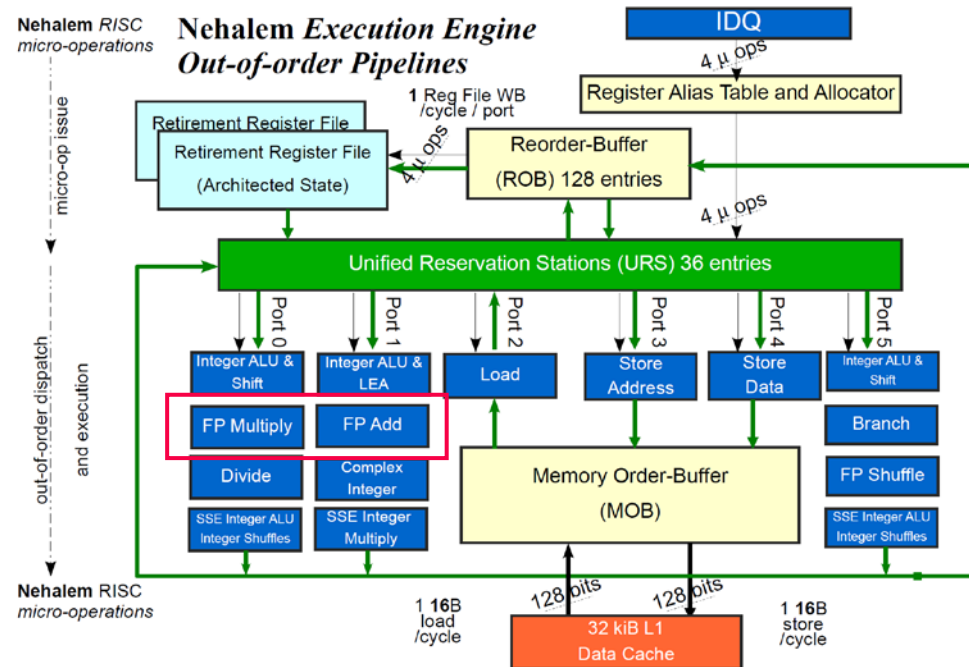 Nehalem RISC
micro-operations
Nehalem Execution Engine
Out-of-order Pipelines
IDQ
4 µ ops
Register Alias Table and Allocator
1 Reg File WB
/cycle / port
micro-op issue
Retirement Register File
Retirement Register File
(Architected State)
4 µ ops
Reorder-Buffer
(ROB) 128 entries
4 µ ops
Unified Reservation Stations (URS) 36 entries
Port 0
Port 1
Port 2
Port 3
Port 4
Port 5
out-of-order dispatch
and execution
Integer ALU &
Shift
FP Multiply
Divide
SSE Integer ALU
Integer Shuffles
Integer ALU &
LEA
FP Add
Complex
Integer
SSE Integer
Multiply
Load
Store
Address
Store
Data
Integer ALU &
Shift
Branch
FP Shuffle
SSE Integer ALU
Integer Shuffles
Memory Order-Buffer
(MOB)
Nehalem RISC
micro-operations
1 16B
load
/cycle
128 bits
128 bits
1 16B
store
/cycle
32 kiB L1
Data Cache